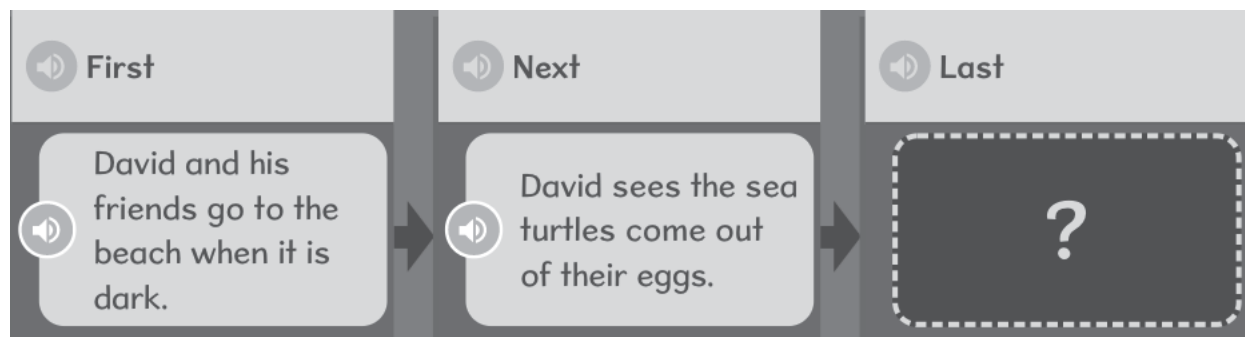 First
Next
Last
David and his
friends go to the
beach when it is
dark.
David sees the sea
turtles come out
of their eggs.
?